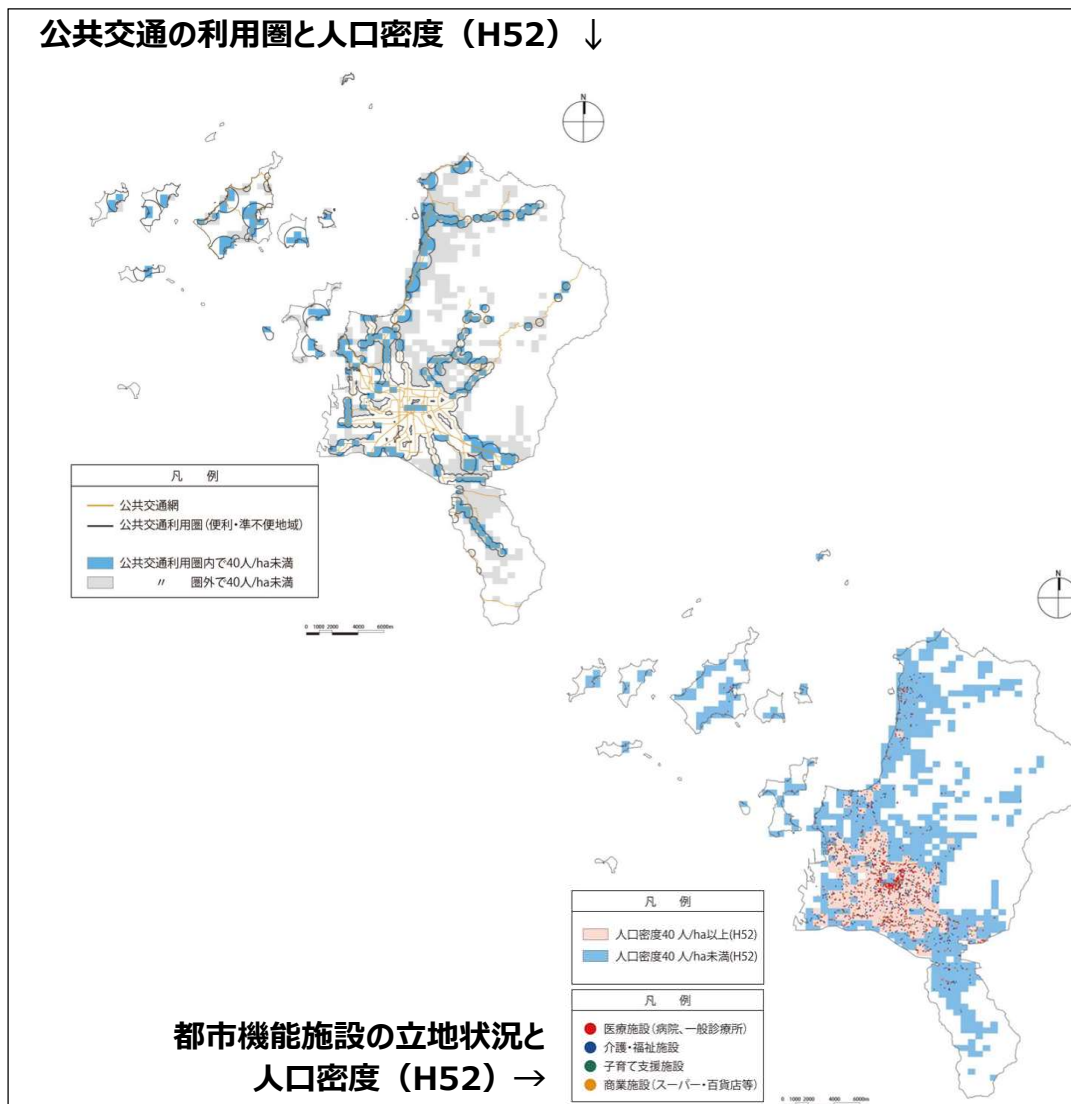 公共交通の利用圏と人口密度（H52）↓
N
凡 例
公共交通網
公共交通利用圏(便利・準不便地域)
公共交通利用圏内で40人/ha未満
〃 圏外で40人/ha未満
0 1000 2000 4000 6000m
N
凡 例
人口密度40 人/ha以上(H52)
人口密度40 人/ha未満(H52)
凡 例
医療施設(病院、一般診療所)
介護・福祉施設
子育て支援施設
商業施設(スーパー・百貨店等)
都市機能施設の立地状況と
人口密度（H52）→
0 1000 2000 4000 6000m